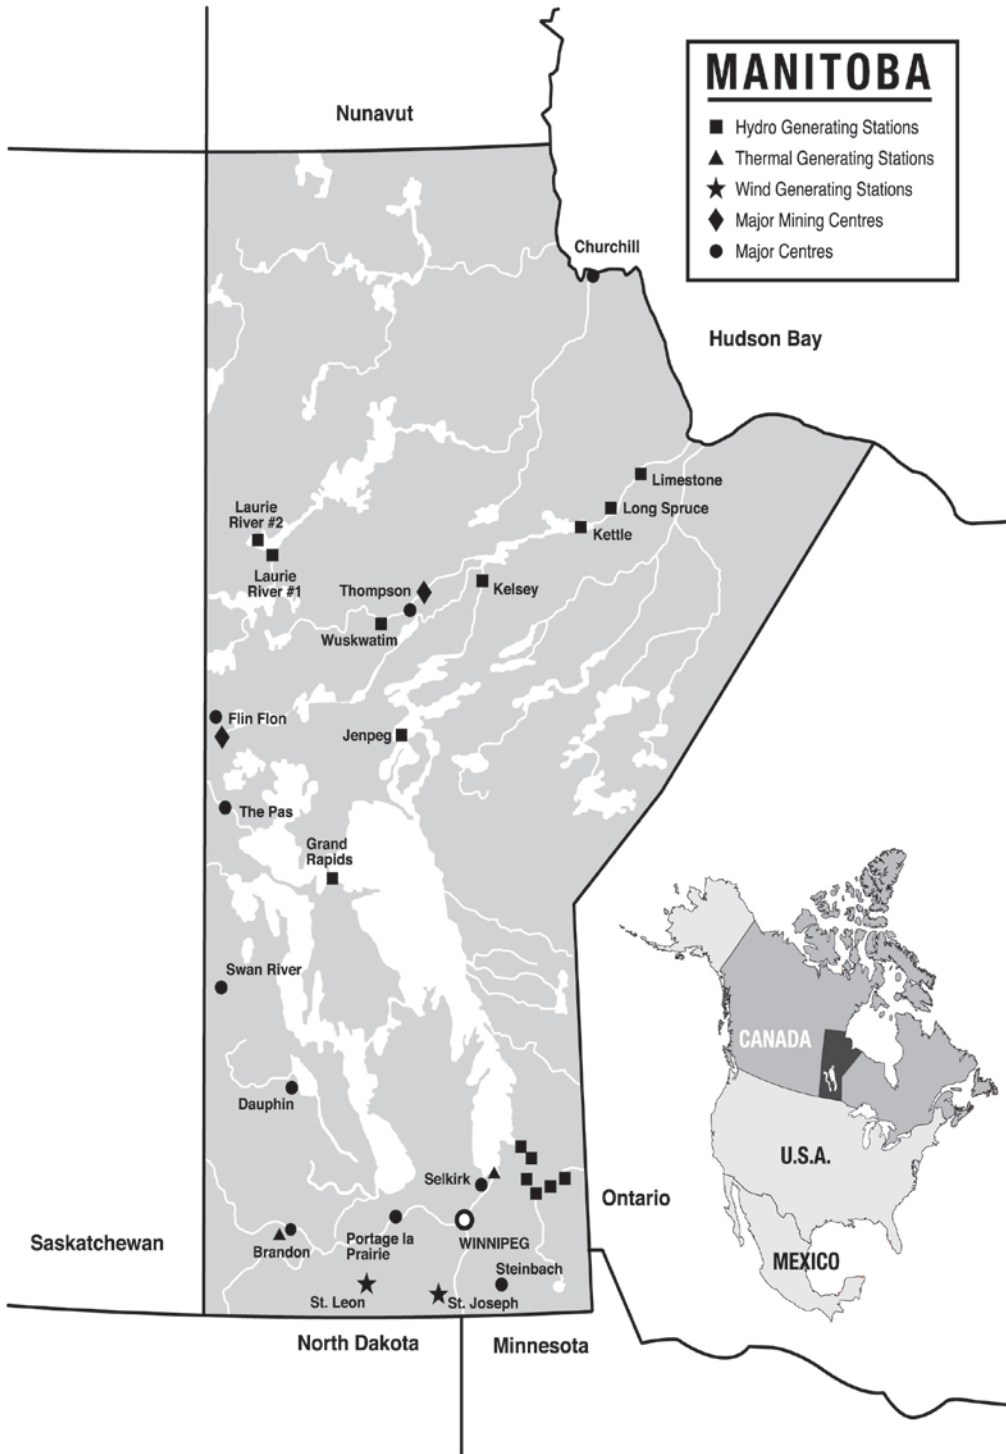 MANITOBA
Hydro Generating Stations
Thermal Generating Stations
Wind Generating Stations
Major Mining Centres
Major Centres
Nunavut
Churchill
Hudson Bay
Limestone
Long Spruce
Kettle
Laurie
River #2
Laurie
River #1
Thompson
Kelsey
Wuskwatim
Flin Flon
Jenpeg
The Pas
Grand
Rapids
Swan River
CANADA
Dauphin
U.S.A.
Selkirk
Ontario
Saskatchewan
Brandon
Portage la
Prairie
WINNIPEG
MEXICO
Steinbach
St. Leon
St. Joseph
North Dakota
Minnesota